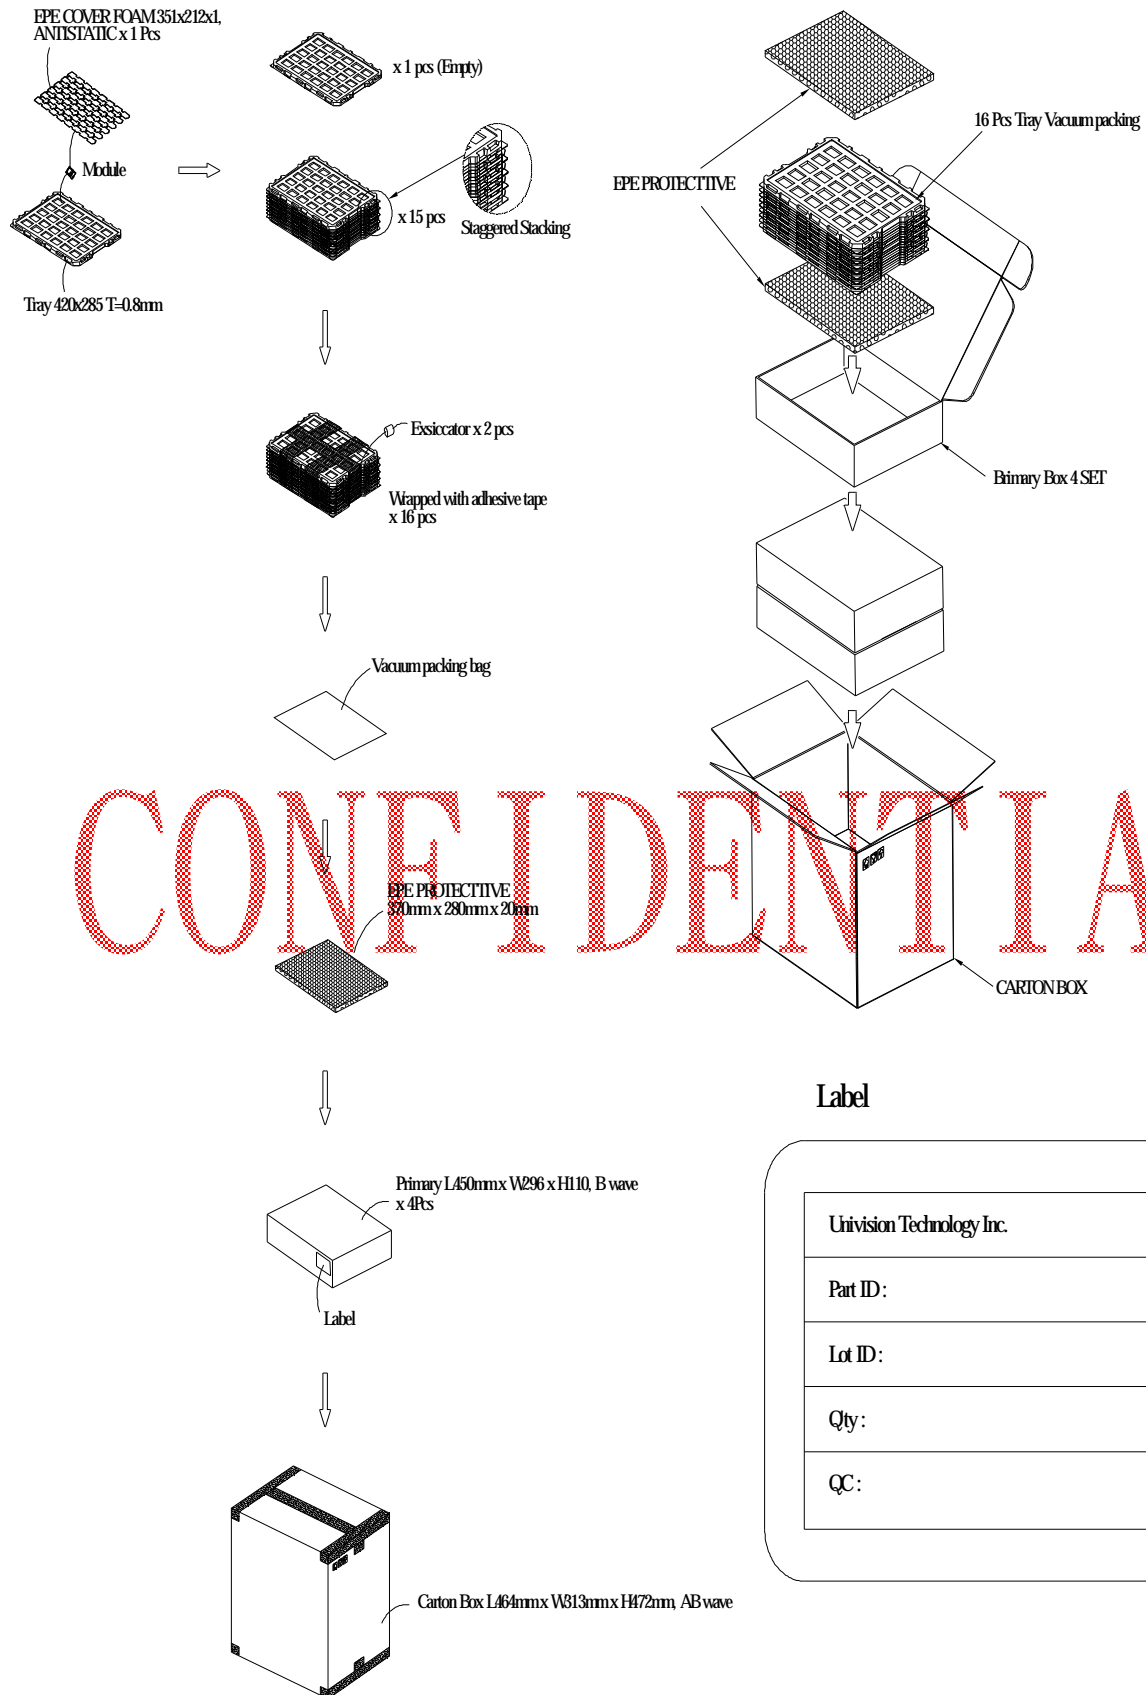 EPE COVER FOAM 351x212x1,
ANTISTATIC x 1 Pcs
Module
Tray 420x285 T=0.8mm
x 1 pcs (Empty)
x 15 pcs
Staggered Stacking
Exsiccator x 2 pcs
Wrapped with adhesive tape
x 16 pcs
Vacuum packing bag
EPE PROTECTTIVE
370mm x 280mm x 20mm
Primary L450mm x W296 x H110, B wave
x 4Pcs
Label
Carton Box L464mm x W313mm x H472mm, AB wave
16 Pcs Tray Vacuum packing
EPE PROTECTTIVE
Brimary Box 4 SET
CARTON BOX
CONFIDENTIA
Label
Univision Technology Inc.
Part ID :
Lot ID :
Qty :
QC :